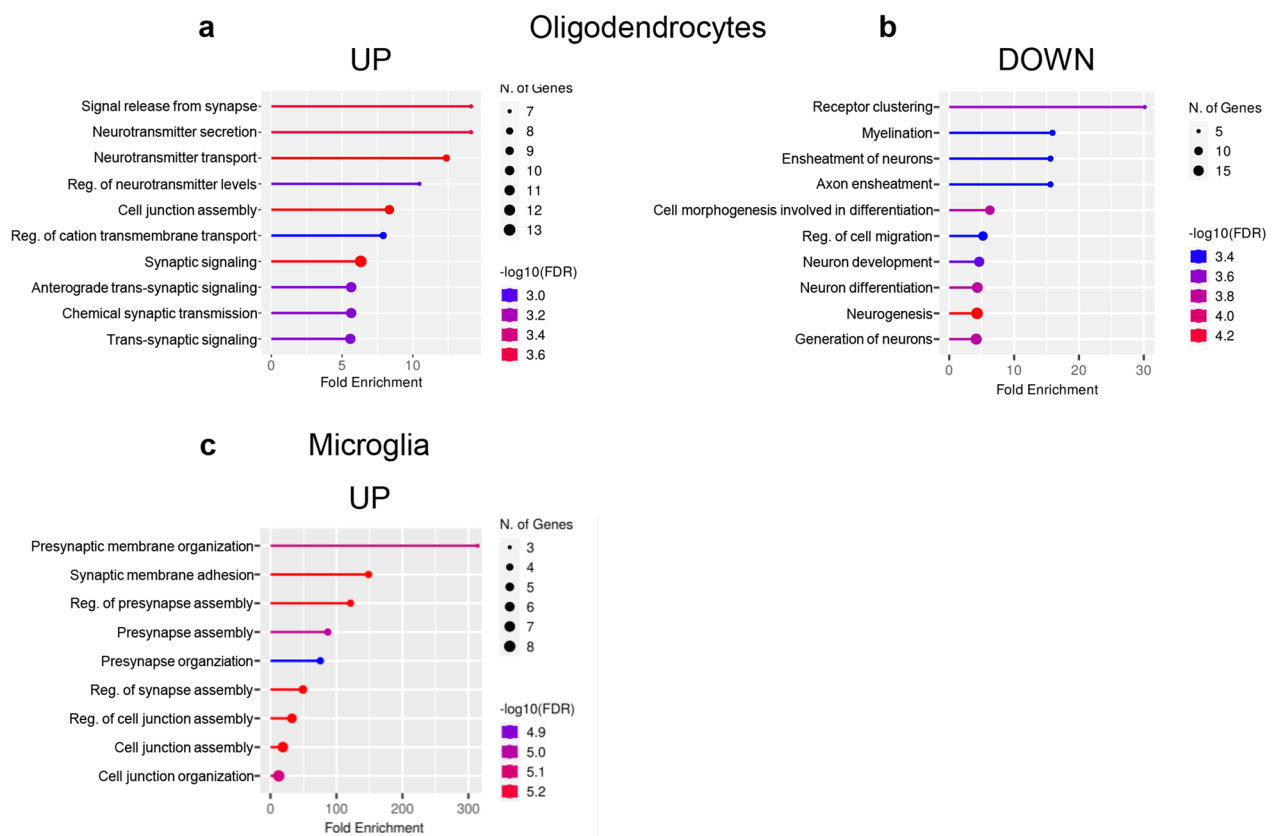 a
Oligodendrocytes
b
UP
DOWN
Signal release from synapse
Neurotransmitter secretion
Neurotransmitter transport
Reg. of neurotransmitter levels
Cell junction assembly
Reg. of cation transmembrane transport
Synaptic signaling
Anterograde trans-synaptic signaling
Chemical synaptic transmission
Trans-synaptic signaling
0 5 10
Fold Enrichment
N. of Genes
7
8
9
10
11
12
13
-log10(FDR)
3.0
3.2
3.4
3.6
Receptor clustering
Myelination
Ensheatment of neurons
Axon ensheatment
Cell morphogenesis involved in differentiation
Reg. of cell migration
Neuron development
Neuron differentiation
Neurogenesis
Generation of neurons
0 10 20 30
Fold Enrichment
N. of Genes
5
10
15
-log10(FDR)
3.4
3.6
3.8
4.0
4.2
c
Microglia
UP
Presynaptic membrane organization
Synaptic membrane adhesion
Reg. of presynapse assembly
Presynapse assembly
Presynapse organziation
Reg. of synapse assembly
Reg. of cell junction assembly
Cell junction assembly
Cell junction organization
0 100 200 300
Fold Enrichment
N. of Genes
3
4
5
6
7
8
-log10(FDR)
4.9
5.0
5.1
5.2